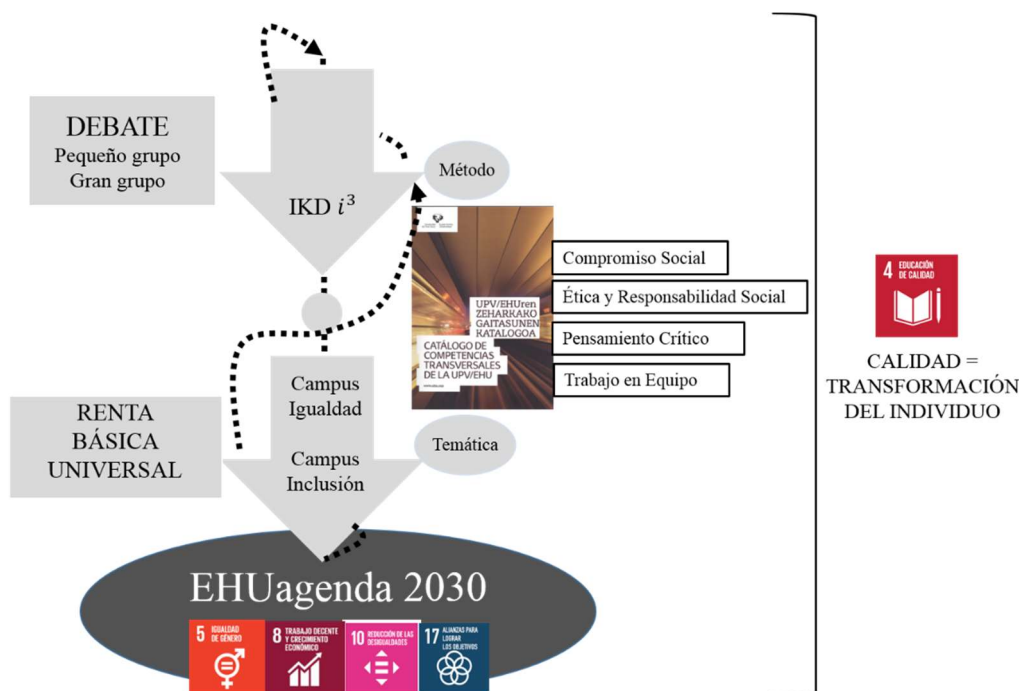 DEBATE
Pequeño grupo
Gran grupo
IKD i³
Método
UPV/EHUren
ZEHARKAKO
GAITASUNEN
KATALOGOA
CATÁLOGO DE
COMPETENCIAS
TRANSVERSALES
DE LA UPV/EHU
Compromiso Social
Ética y Responsabilidad Social
Pensamiento Crítico
Trabajo en Equipo
4 EDUCACIÓN
DE CALIDAD
CALIDAD =
TRANSFORMACIÓN
DEL INDIVIDUO
RENTA
BÁSICA
UNIVERSAL
Campus
Igualdad
Campus
Inclusión
Temática
EHUagenda 2030
5 IGUALDAD
DE GÉNERO
8 TRABAJO DECENTE
Y CRECIMIENTO
ECONÓMICO
10 REDUCCIÓN DE LAS
DESIGUALDADES
17 ALIANZAS PARA
LOGRAR
LOS OBJETIVOS